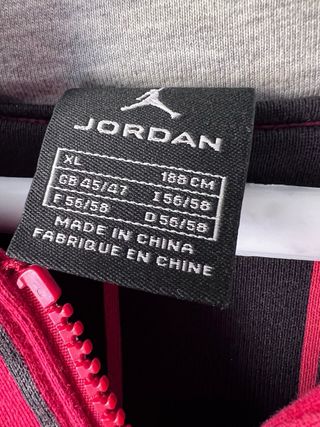 JORDAN
XL 188 CM
GB 45/47 I 56/58
F 56/58 D 56/58
MADE IN CHINA
FABRIQUE EN CHINE